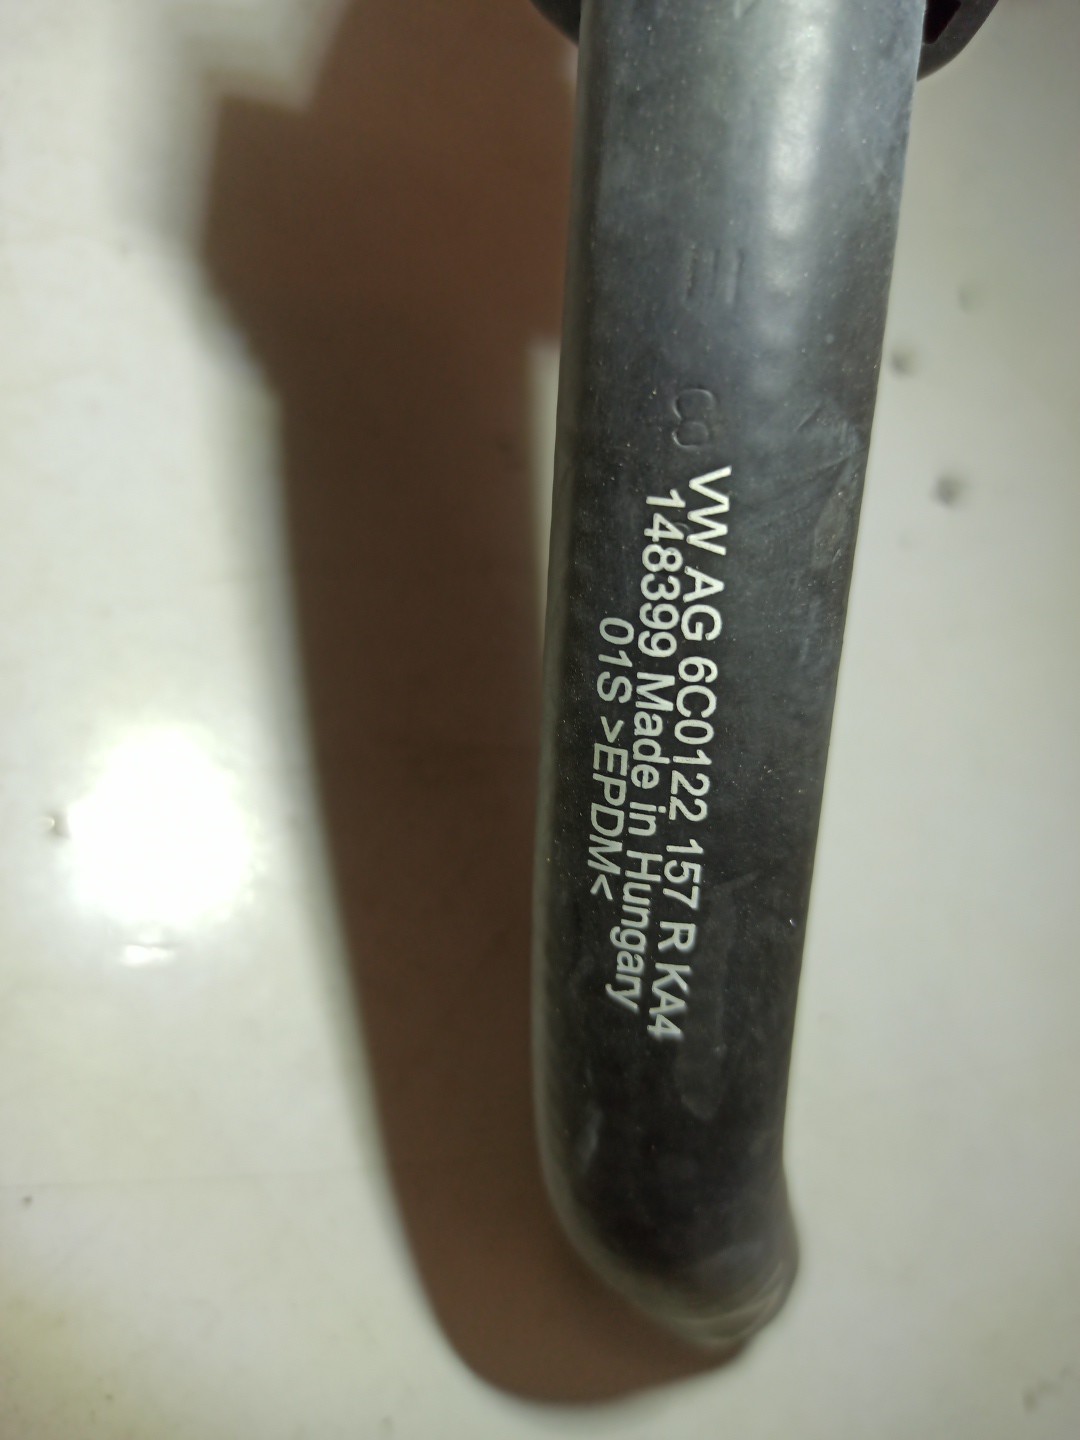 VW AG 6C0122 157 R KA4
148399 Made in Hungary
01S >EPDM<